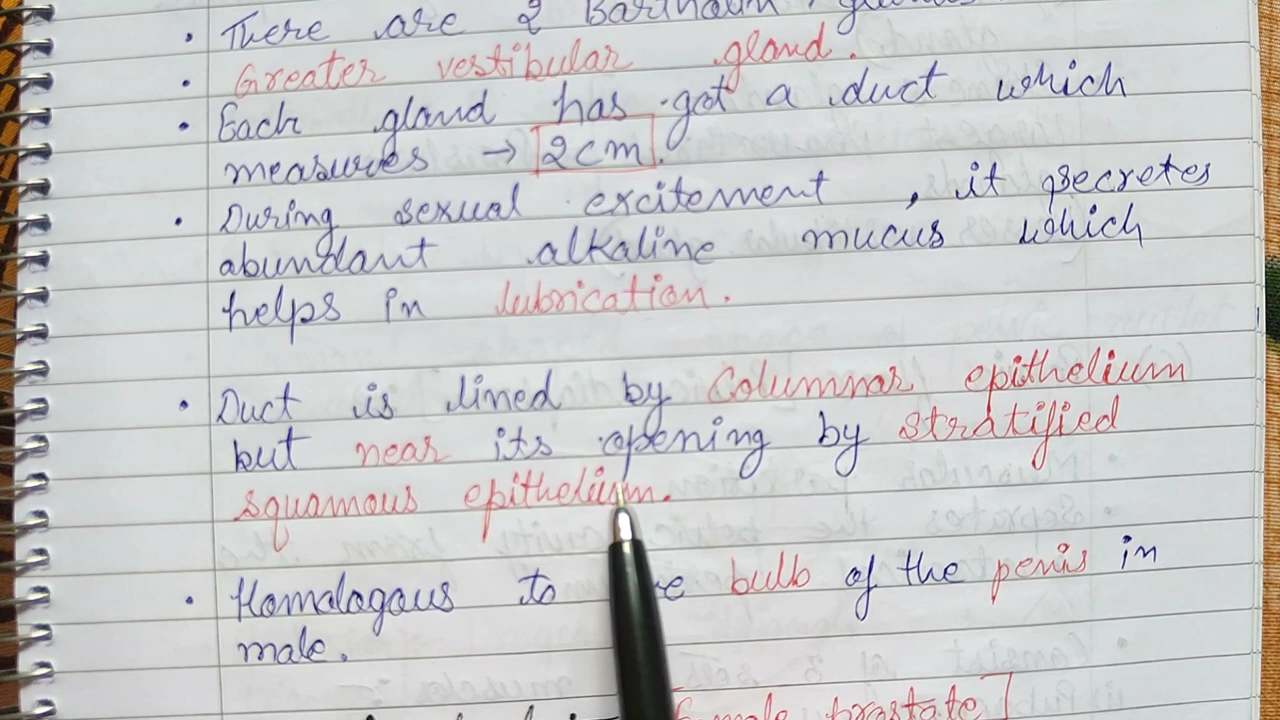 There are 2 Bartholin
Greater vestibular gland.
Each gland has got a duct which
measures → 2cm.
During sexual excitement, it secretes
abundant alkaline mucus which
helps in lubrication.
Duct is lined by Columnar epithelium
but near its opening by stratified
squamous epithelium.
Homologous to bulb of the penis in
male.
prostate]